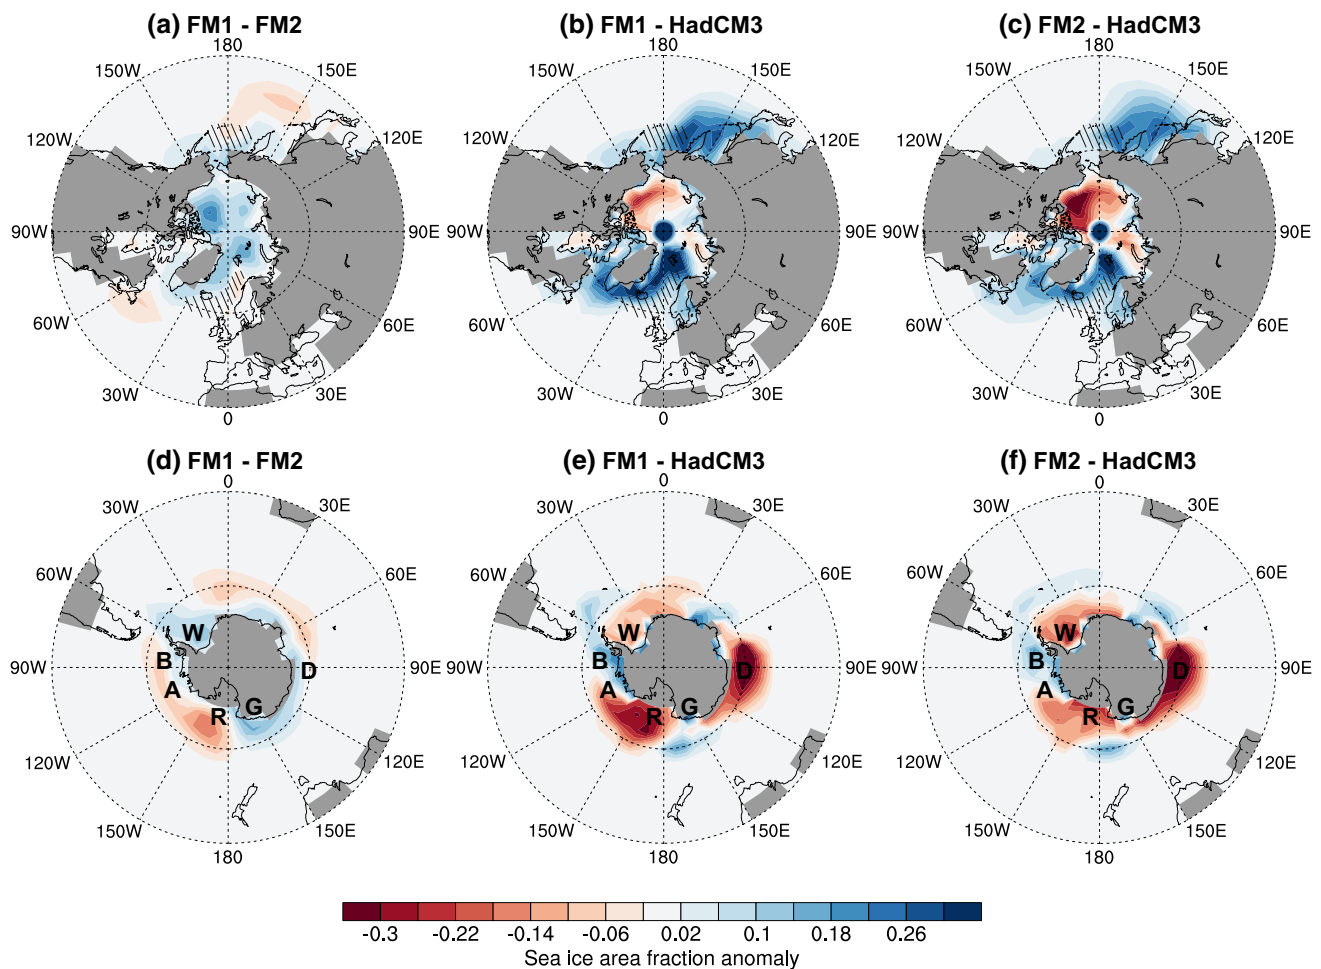 (a) FM1 - FM2
(b) FM1 - HadCM3
(c) FM2 - HadCM3
180
180
180
150W
150E
150W
150E
150W
150E
120W
120E
120W
120E
120W
120E
90W
90E
90W
90E
90W
90E
60W
60E
60W
60E
60W
60E
30W
30E
30W
30E
30W
30E
0
0
0
(d) FM1 - FM2
(e) FM1 - HadCM3
(f) FM2 - HadCM3
0
0
0
30W
30E
30W
30E
30W
30E
60W
60E
60W
60E
60W
60E
W
W
W
90W
B
D
90E
90W
B
D
90E
90W
B
D
90E
A
A
A
R
G
R
G
R
G
120W
120E
120W
120E
120W
120E
150W
150E
150W
150E
150W
150E
180
180
180
-0.3 -0.22 -0.14 -0.06 0.02 0.1 0.18 0.26
Sea ice area fraction anomaly